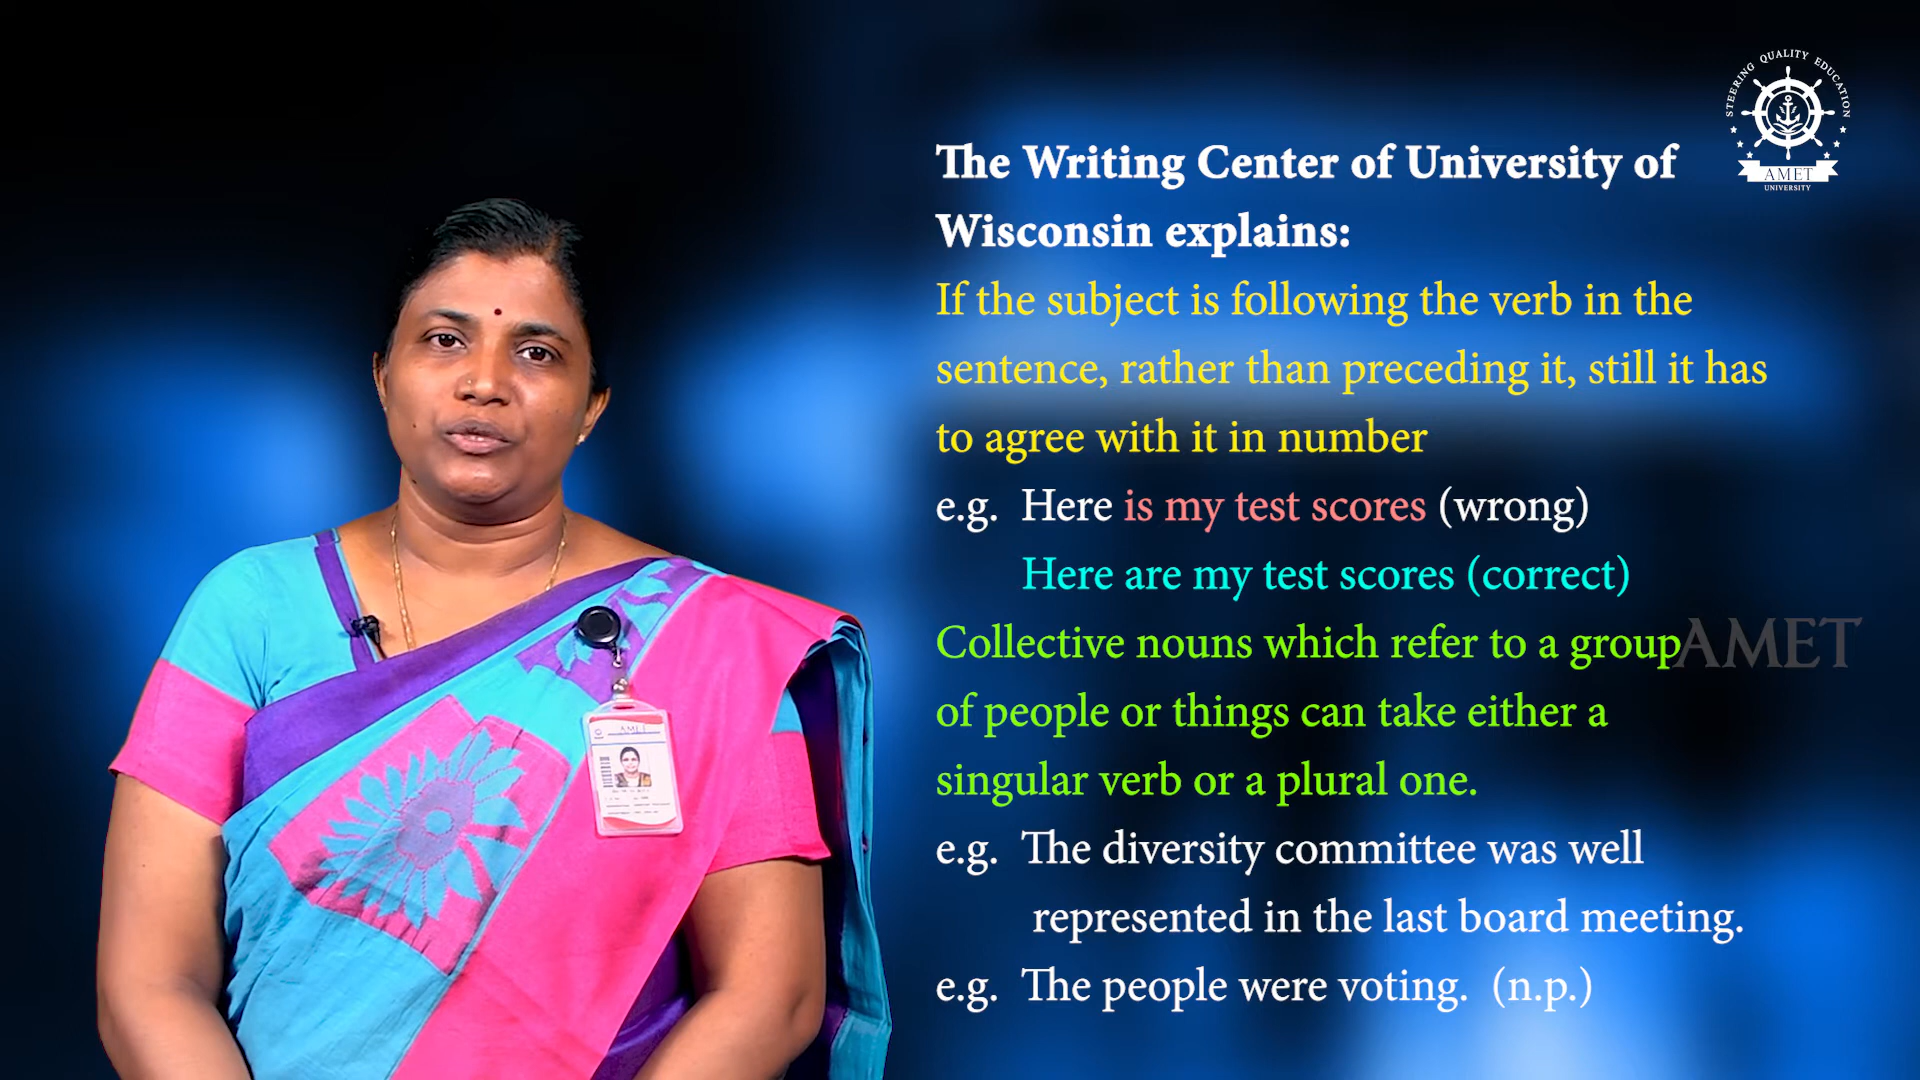 STEERING QUALITY EDUCATION
AMET
UNIVERSITY
The Writing Center of University of
Wisconsin explains:
If the subject is following the verb in the
sentence, rather than preceding it, still it has
to agree with it in number
e.g. Here is my test scores (wrong)
Here are my test scores (correct)
Collective nouns which refer to a group
AMET
of people or things can take either a
singular verb or a plural one.
e.g. The diversity committee was well
represented in the last board meeting.
e.g. The people were voting. (n.p.)
AMET